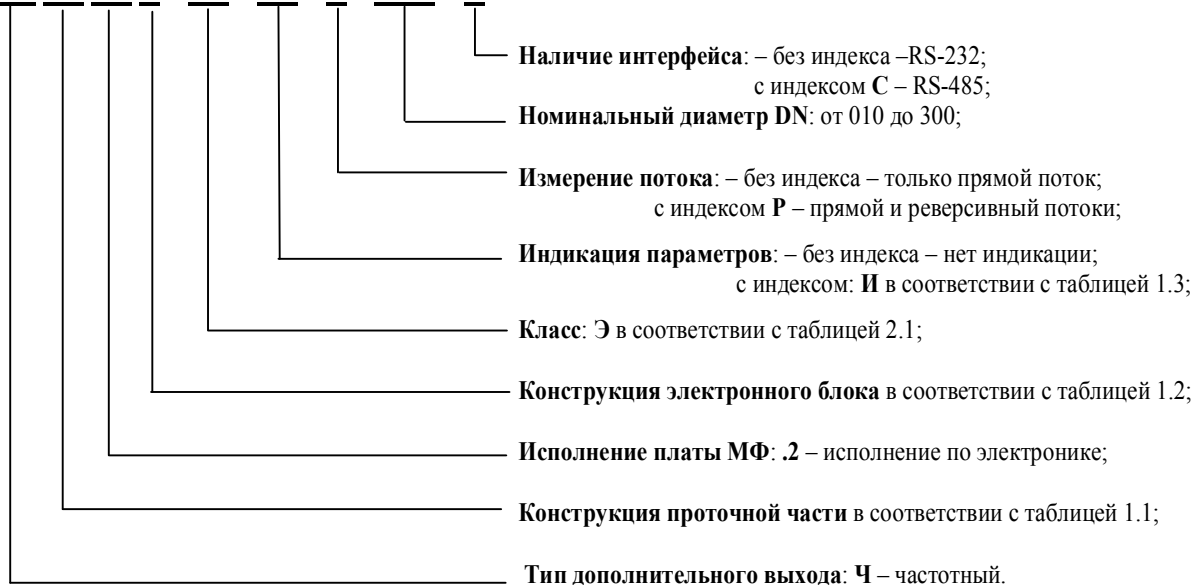 Наличие интерфейса: – без индекса –RS-232;
с индексом С – RS-485;
Номинальный диаметр DN: от 010 до 300;
Измерение потока: – без индекса – только прямой поток;
с индексом Р – прямой и реверсивный потоки;
Индикация параметров: – без индекса – нет индикации;
с индексом: И в соответствии с таблицей 1.3;
Класс: Э в соответствии с таблицей 2.1;
Конструкция электронного блока в соответствии с таблицей 1.2;
Исполнение платы МФ: .2 – исполнение по электронике;
Конструкция проточной части в соответствии с таблицей 1.1;
Тип дополнительного выхода: Ч – частотный.